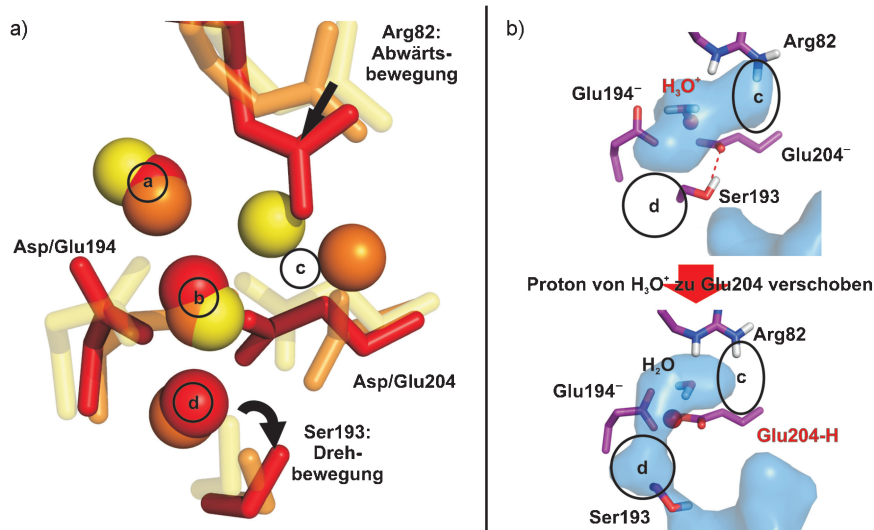 a)
Arg82:
Abwärts-
bewegung
a
c
Asp/Glu194
b
Asp/Glu204
d
Ser193:
Dreh-
bewegung
b)
Arg82
Glu194⁻
H₃O⁺
c
Glu204⁻
d
Ser193
Proton von H₃O⁺ zu Glu204 verschoben
Arg82
H₂O
c
Glu194⁻
Glu204-H
d
Ser193